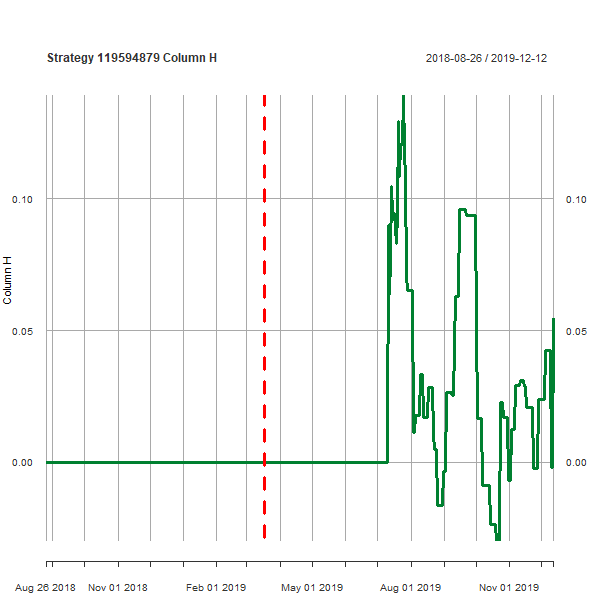 Strategy 119594879 Column H
2018-08-26 / 2019-12-12
0.10
0.10
0.05
0.05
0.00
0.00
Column H
Aug 26 2018
Nov 01 2018
Feb 01 2019
May 01 2019
Aug 01 2019
Nov 01 2019